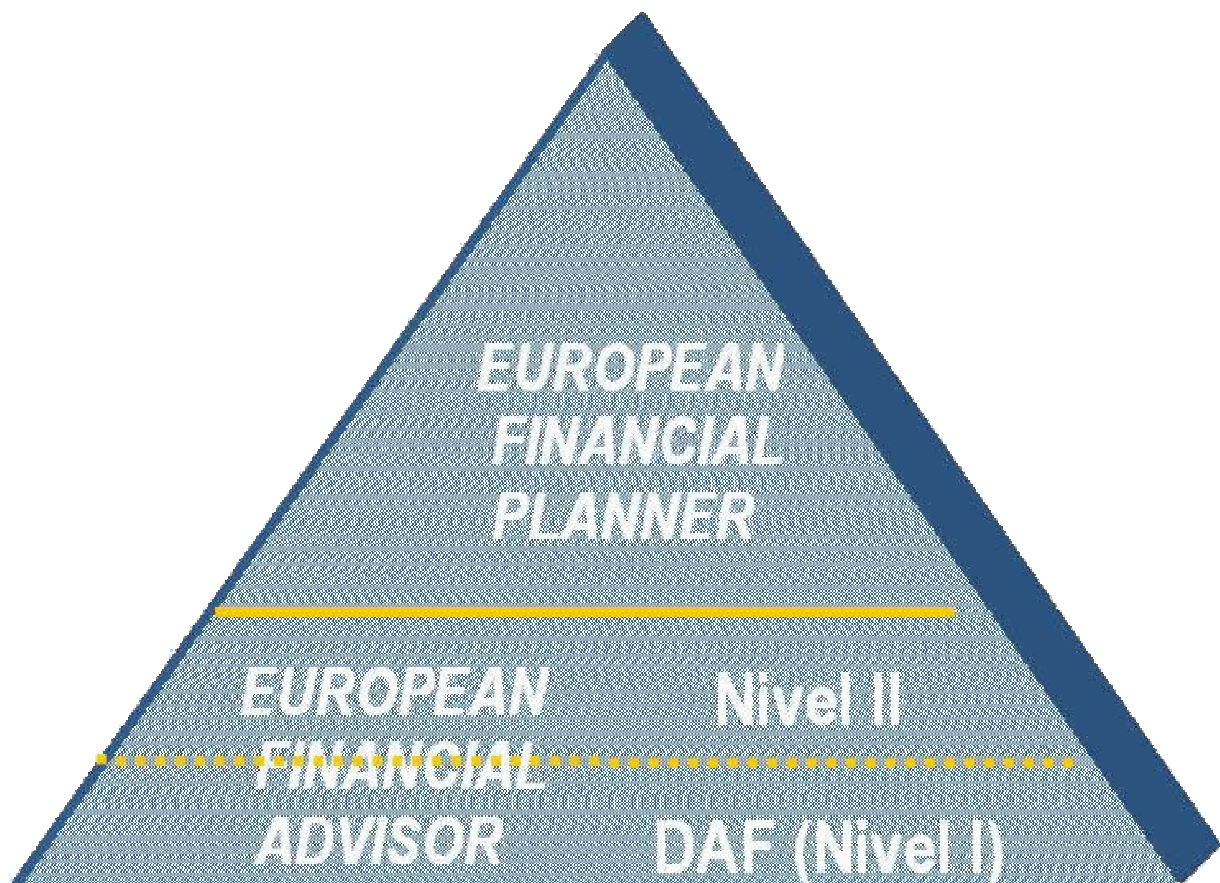 EUROPEAN
FINANCIAL
PLANNER
EUROPEAN
FINANCIAL
ADVISOR
Nivel II
DAF (Nivel I)